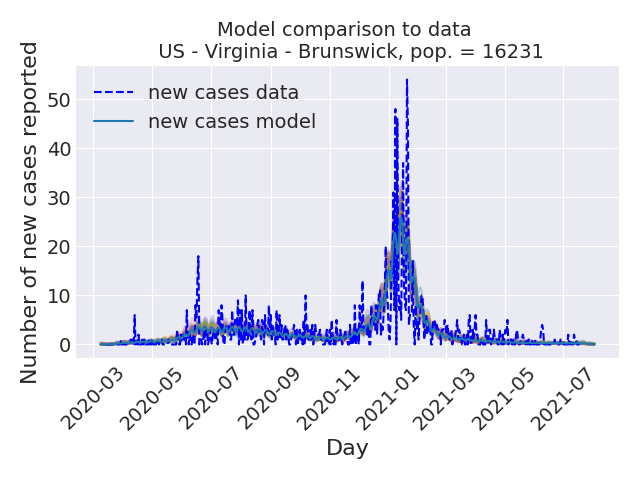 Model comparison to data
US - Virginia - Brunswick, pop. = 16231
Number of new cases reported
new cases data
new cases model
50
40
30
20
10
0
2020-03
2020-05
2020-07
2020-09
2020-11
2021-01
2021-03
2021-05
2021-07
Day